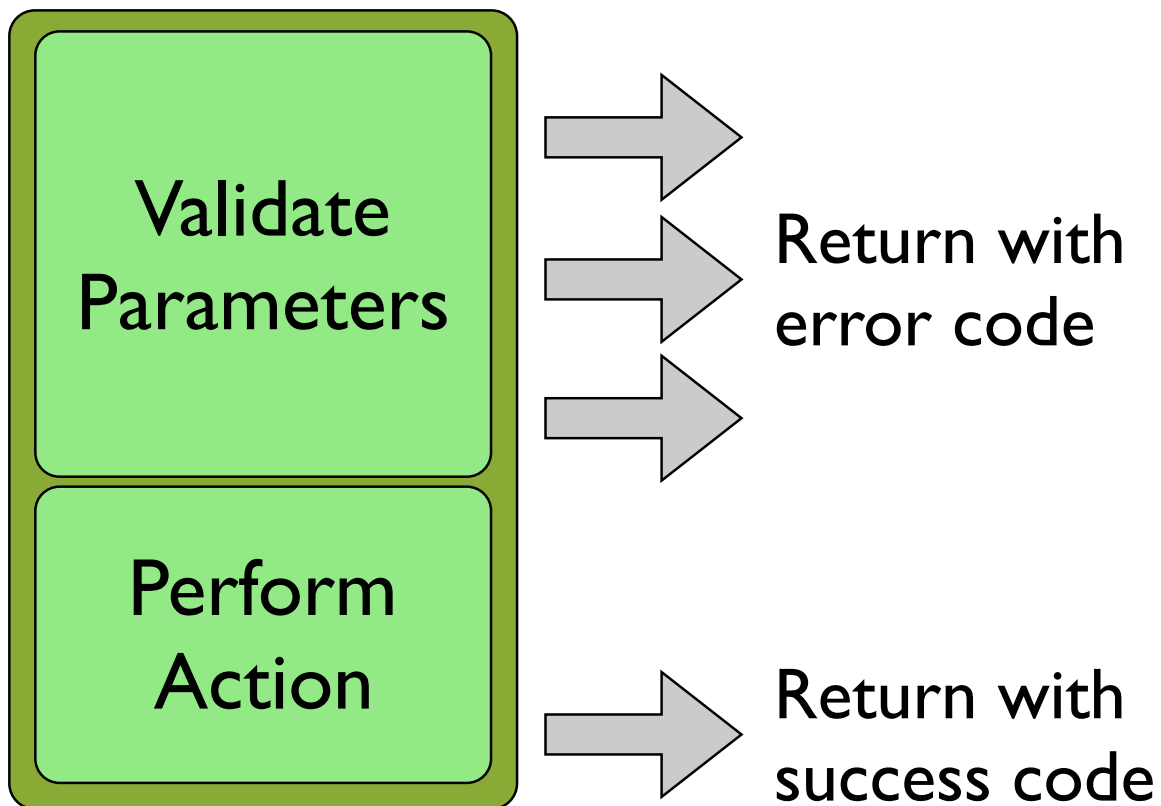 Validate
Parameters
Return with
error code
Perform
Action
Return with
success code